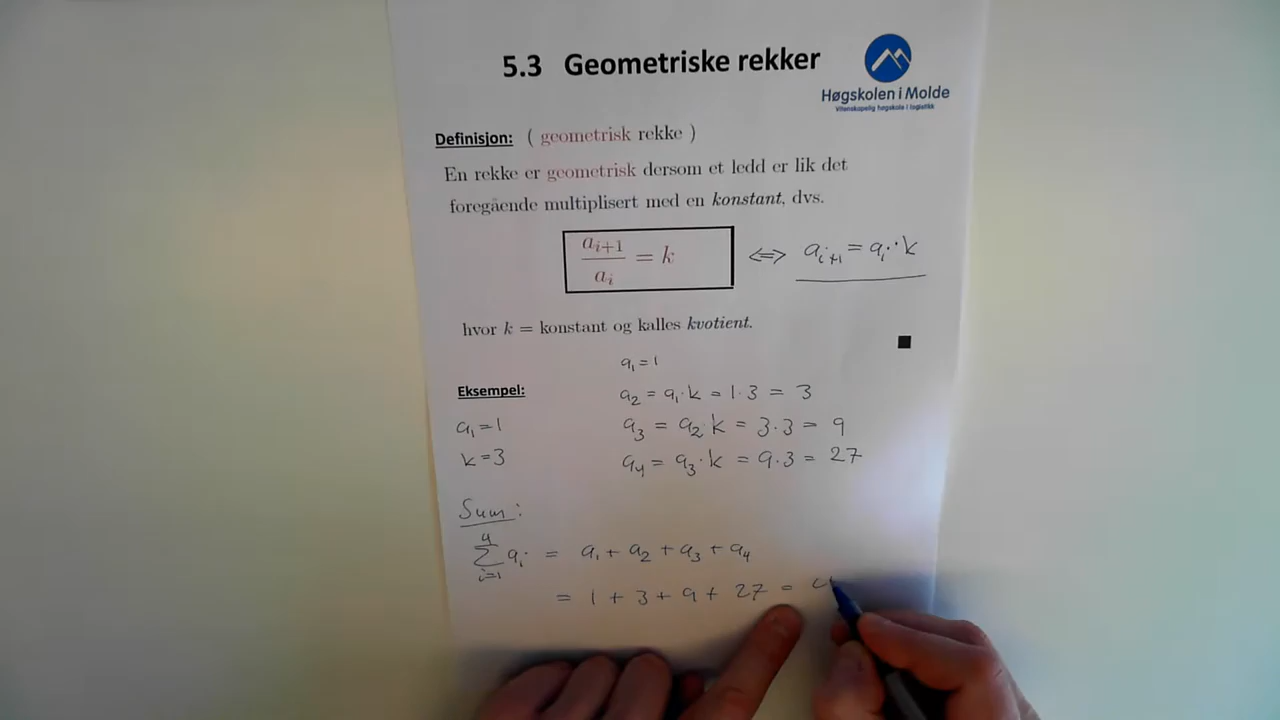 5.3 Geometriske rekker
Høgskolen i Molde
Vitenskapelig høgskole i logistikk
Definisjon: ( geometrisk rekke )
En rekke er geometrisk dersom et ledd er lik det
foregående multiplisert med en konstant, dvs.
a_{i+1}/a_i = k ⟺ a_{i+1} = a_i · k
hvor k = konstant og kalles kvotient.
Eksempel:
a₁ = 1
k = 3
a₁ = 1
a₂ = a₁ · k = 1 · 3 = 3
a₃ = a₂ · k = 3 · 3 = 9
a₄ = a₃ · k = 9 · 3 = 27
Sum:
∑_{i=1}^{4} a_i = a₁ + a₂ + a₃ + a₄
= 1 + 3 + 9 + 27 =